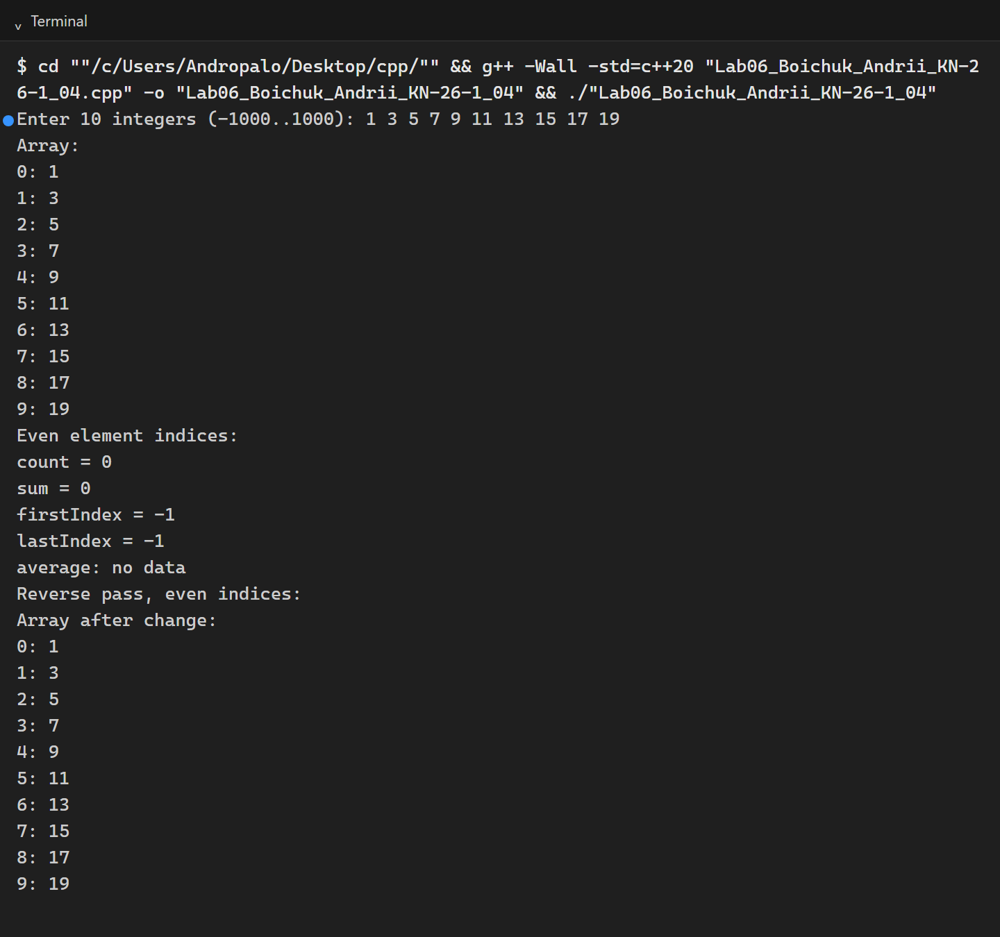 Terminal
$ cd ""/c/Users/Andropalo/Desktop/cpp/"" && g++ -Wall -std=c++20 "Lab06_Boichuk_Andrii_KN-2
6-1_04.cpp" -o "Lab06_Boichuk_Andrii_KN-26-1_04" && ./"Lab06_Boichuk_Andrii_KN-26-1_04"
Enter 10 integers (-1000..1000): 1 3 5 7 9 11 13 15 17 19
Array:
0: 1
1: 3
2: 5
3: 7
4: 9
5: 11
6: 13
7: 15
8: 17
9: 19
Even element indices:
count = 0
sum = 0
firstIndex = -1
lastIndex = -1
average: no data
Reverse pass, even indices:
Array after change:
0: 1
1: 3
2: 5
3: 7
4: 9
5: 11
6: 13
7: 15
8: 17
9: 19